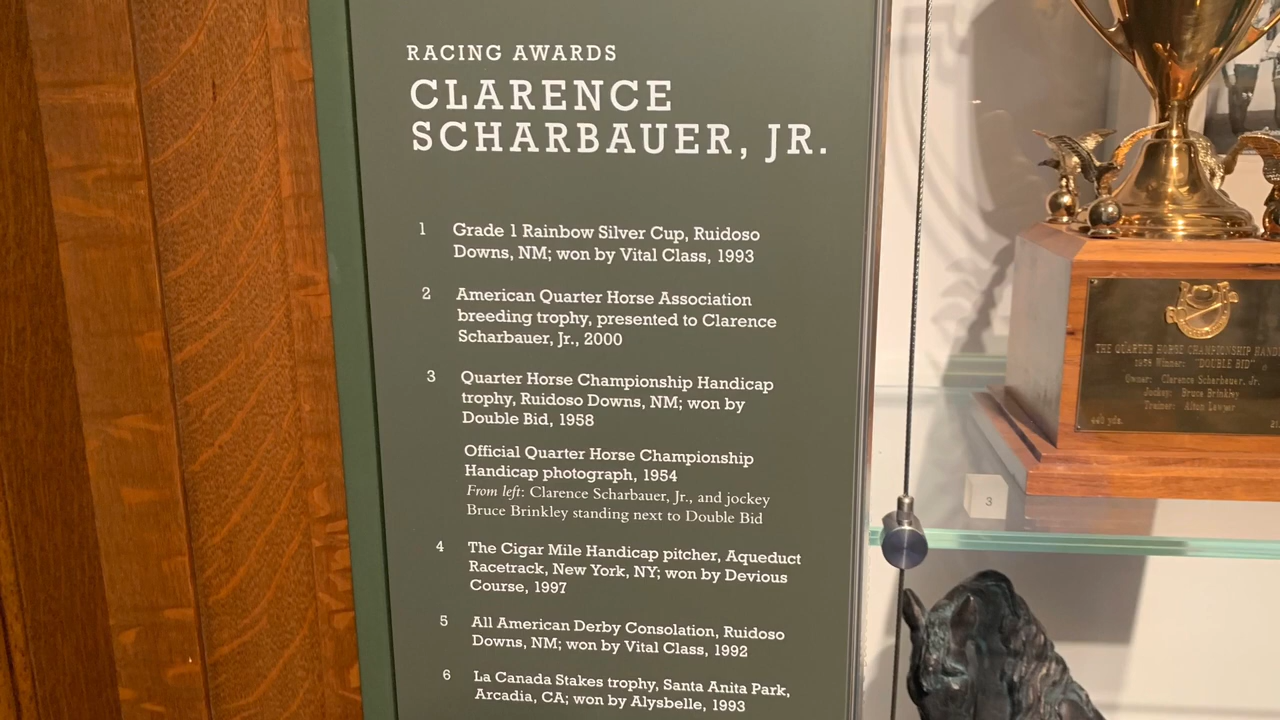 RACING AWARDS
CLARENCE
SCHARBAUER, JR.
1 Grade 1 Rainbow Silver Cup, Ruidoso
Downs, NM; won by Vital Class, 1993
2 American Quarter Horse Association
breeding trophy, presented to Clarence
Scharbauer, Jr., 2000
3 Quarter Horse Championship Handicap
trophy, Ruidoso Downs, NM; won by
Double Bid, 1958
Official Quarter Horse Championship
Handicap photograph, 1954
From left: Clarence Scharbauer, Jr., and jockey
Bruce Brinkley standing next to Double Bid
4 The Cigar Mile Handicap pitcher, Aqueduct
Racetrack, New York, NY; won by Devious
Course, 1997
5 All American Derby Consolation, Ruidoso
Downs, NM; won by Vital Class, 1992
6 La Canada Stakes trophy, Santa Anita Park,
Arcadia, CA; won by Alysbelle, 1993
THE QUARTER HORSE CHAMPIONSHIP
1958 Winner: "DOUBLE BID"
Owner: Clarence Scharbauer, Jr.
Jockey: Bruce Brinkley
Trainer: Alton Lawyer
440 yds.
3